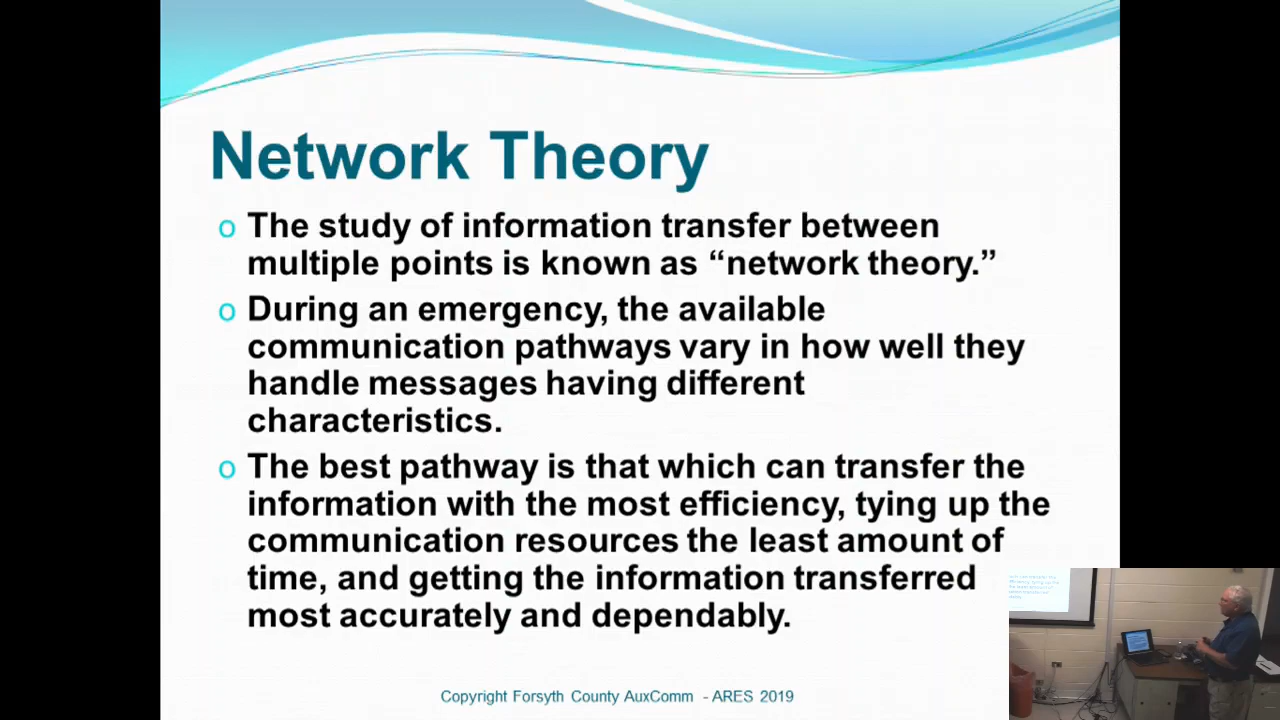 Network Theory
o The study of information transfer between
multiple points is known as “network theory.”
o During an emergency, the available
communication pathways vary in how well they
handle messages having different
characteristics.
o The best pathway is that which can transfer the
information with the most efficiency, tying up the
communication resources the least amount of
time, and getting the information transferred
most accurately and dependably.
Copyright Forsyth County AuxComm - ARES 2019